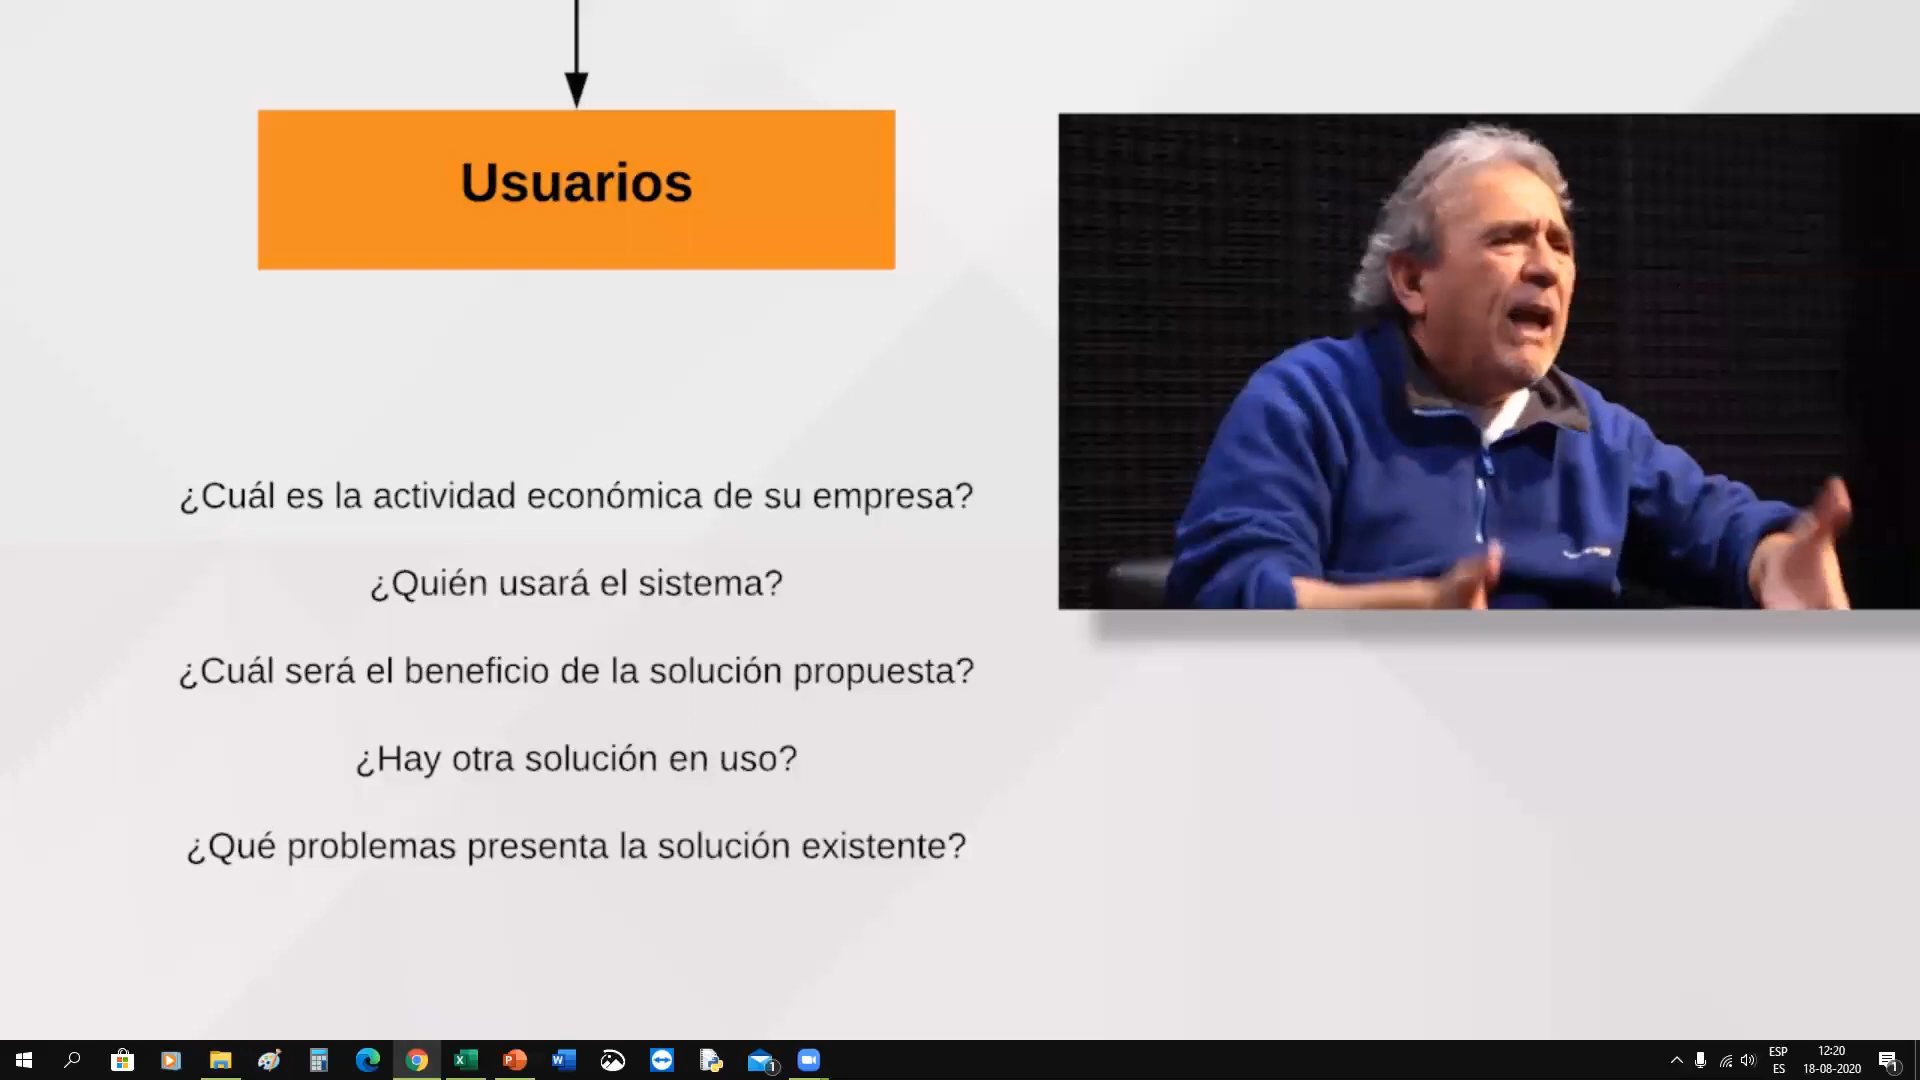 Usuarios
¿Cuál es la actividad económica de su empresa?
¿Quién usará el sistema?
¿Cuál será el beneficio de la solución propuesta?
¿Hay otra solución en uso?
¿Qué problemas presenta la solución existente?
ESP
ES
12:20
18-08-2020